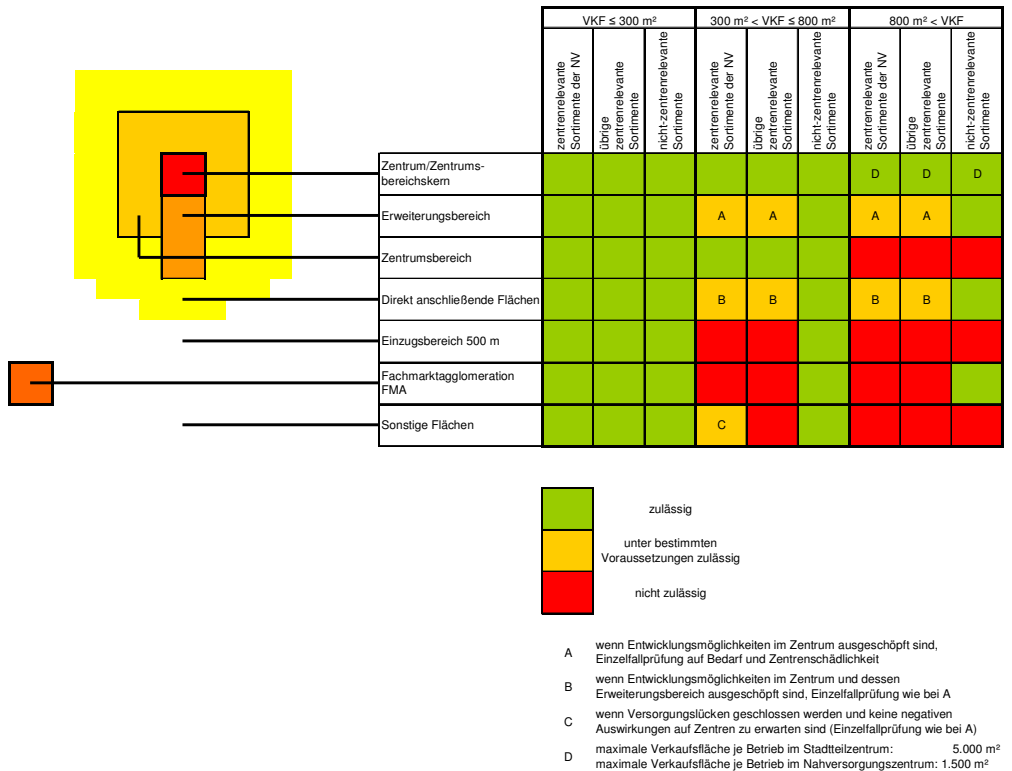 VKF ≤ 300 m²
300 m² < VKF ≤ 800 m²
800 m² < VKF
zentrenrelevante
Sortimente der NV
übrige
zentrenrelevante
Sortimente
nicht-zentrenrelevante
Sortimente
zentrenrelevante
Sortimente der NV
übrige
zentrenrelevante
Sortimente
nicht-zentrenrelevante
Sortimente
zentrenrelevante
Sortimente der NV
übrige
zentrenrelevante
Sortimente
nicht-zentrenrelevante
Sortimente
Zentrum/Zentrums-
bereichskern
D D D
Erweiterungsbereich
A A A A
Zentrumsbereich
Direkt anschließende Flächen
B B B B
Einzugsbereich 500 m
Fachmarktagglomeration
FMA
Sonstige Flächen
C
zulässig
unter bestimmten
Voraussetzungen zulässig
nicht zulässig
A wenn Entwicklungsmöglichkeiten im Zentrum ausgeschöpft sind,
Einzelfallprüfung auf Bedarf und Zentrenschädlichkeit
B wenn Entwicklungsmöglichkeiten im Zentrum und dessen
Erweiterungsbereich ausgeschöpft sind, Einzelfallprüfung wie bei A
C wenn Versorgungslücken geschlossen werden und keine negativen
Auswirkungen auf Zentren zu erwarten sind (Einzelfallprüfung wie bei A)
D maximale Verkaufsfläche je Betrieb im Stadtteilzentrum: 5.000 m²
maximale Verkaufsfläche je Betrieb im Nahversorgungszentrum: 1.500 m²